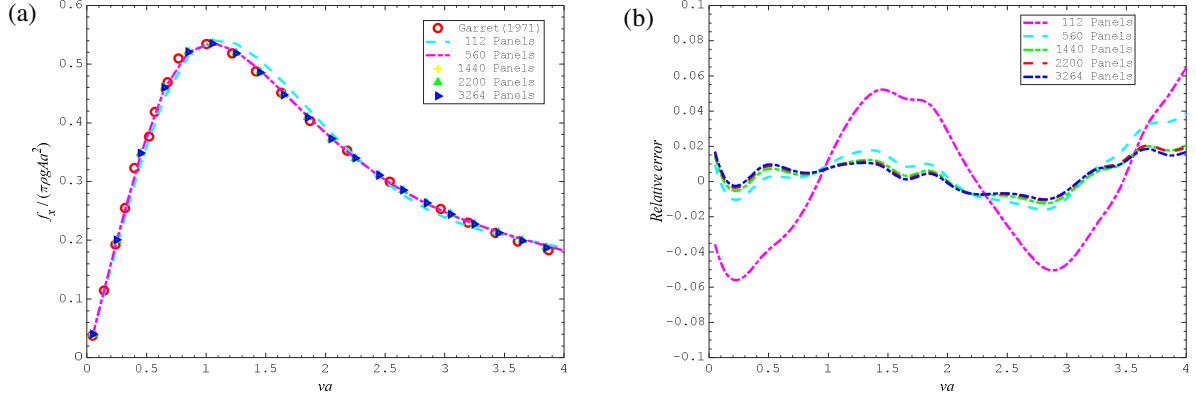 (a)
0.6
0.5
0.4
0.3
0.2
0.1
0
f_x / (πρgAa²)
Garret(1971)
112 Panels
560 Panels
1440 Panels
2200 Panels
3264 Panels
0 0.5 1 1.5 2 2.5 3 3.5 4
va
(b)
0.1
0.08
0.06
0.04
0.02
0
-0.02
-0.04
-0.06
-0.08
-0.1
Relative error
112 Panels
560 Panels
1440 Panels
2200 Panels
3264 Panels
0 0.5 1 1.5 2 2.5 3 3.5 4
va